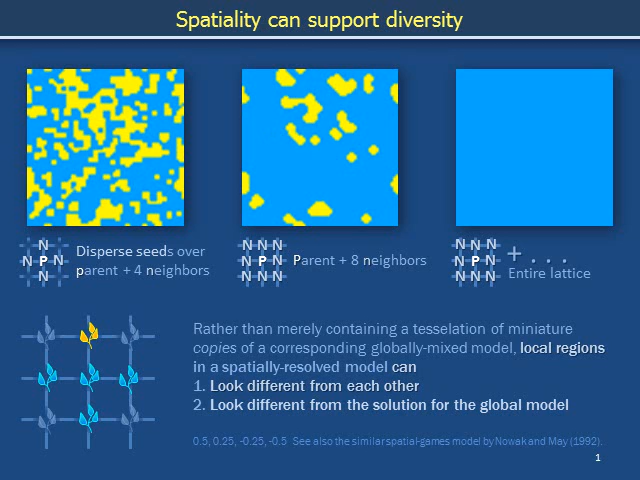 Spatiality can support diversity
N
N P N
N
Disperse seeds over
parent + 4 neighbors
N N N
N P N
N N N
Parent + 8 neighbors
N N N
N P N
N N N
+ . . .
Entire lattice
Rather than merely containing a tesselation of miniature
copies of a corresponding globally-mixed model, local regions
in a spatially-resolved model can
1. Look different from each other
2. Look different from the solution for the global model
0.5, 0.25, -0.25, -0.5 See also the similar spatial-games model by Nowak and May (1992).
1